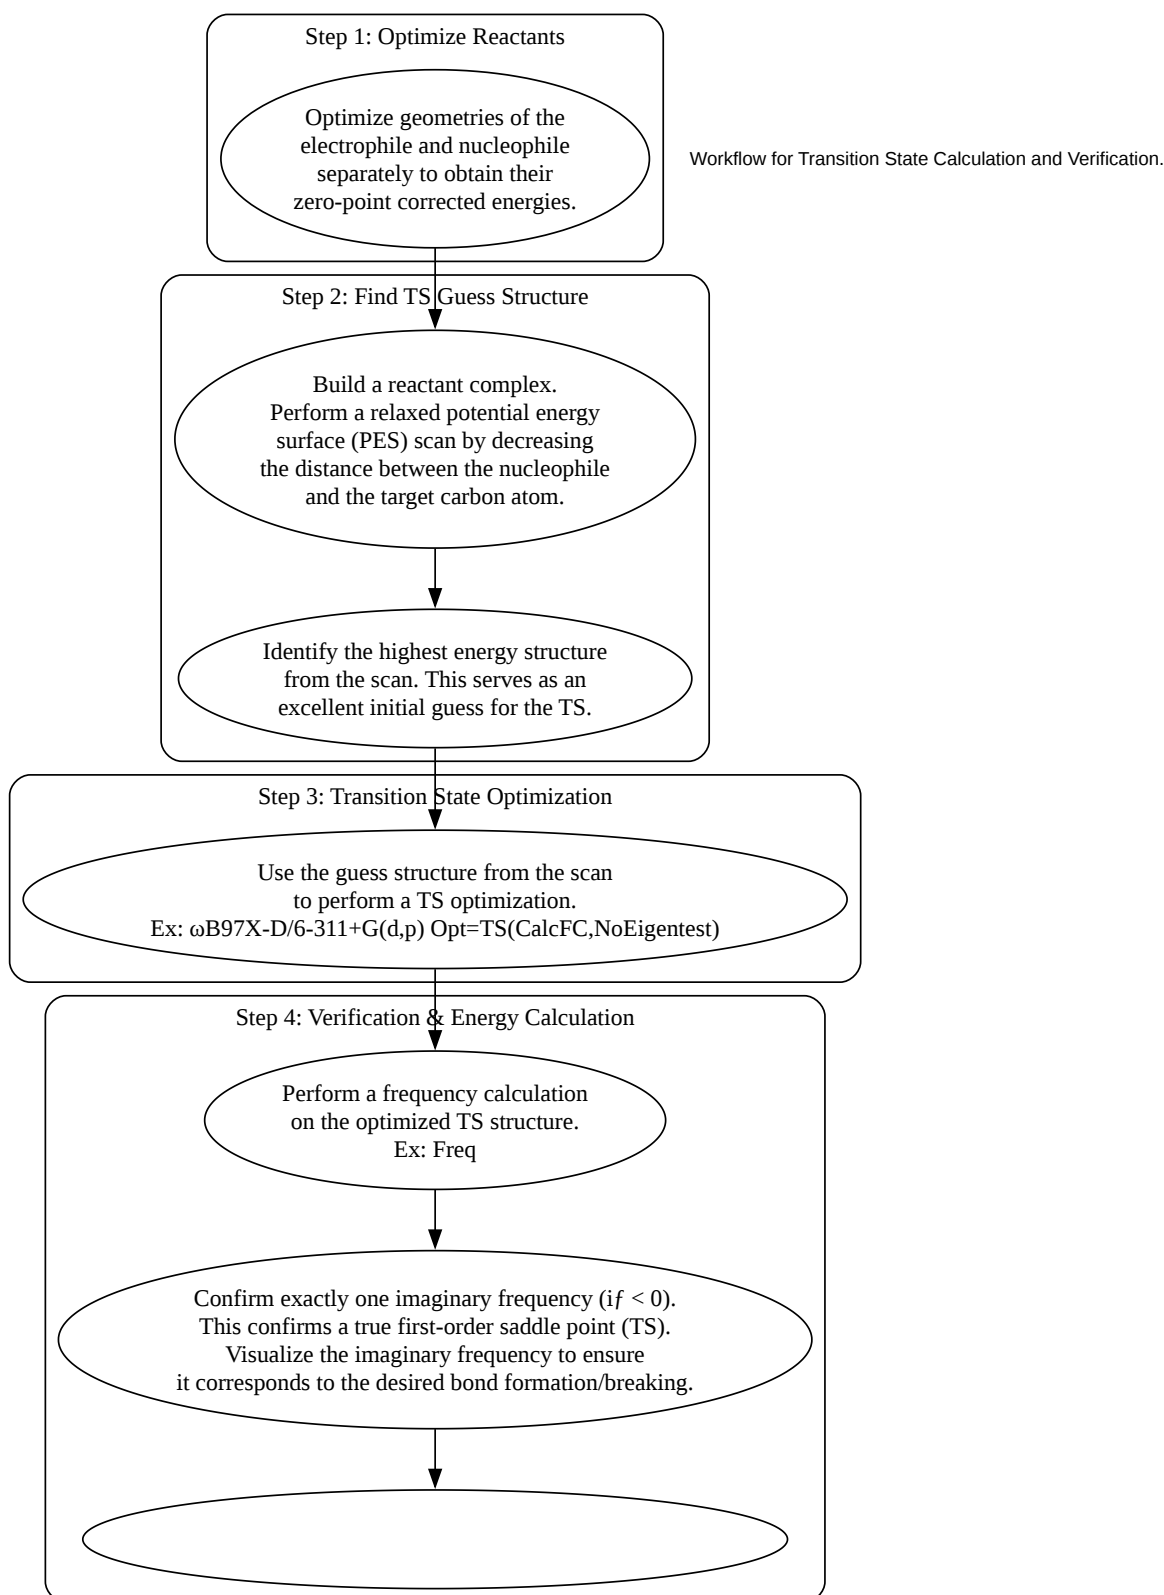 Step 1: Optimize Reactants
Optimize geometries of the
electrophile and nucleophile
separately to obtain their
zero-point corrected energies.
Workflow for Transition State Calculation and Verification.
Step 2: Find TS Guess Structure
Build a reactant complex.
Perform a relaxed potential energy
surface (PES) scan by decreasing
the distance between the nucleophile
and the target carbon atom.
Identify the highest energy structure
from the scan. This serves as an
excellent initial guess for the TS.
Step 3: Transition State Optimization
Use the guess structure from the scan
to perform a TS optimization.
Ex: ωB97X-D/6-311+G(d,p) Opt=TS(CalcFC,NoEigentest)
Step 4: Verification & Energy Calculation
Perform a frequency calculation
on the optimized TS structure.
Ex: Freq
Confirm exactly one imaginary frequency (iƒ < 0).
This confirms a true first-order saddle point (TS).
Visualize the imaginary frequency to ensure
it corresponds to the desired bond formation/breaking.